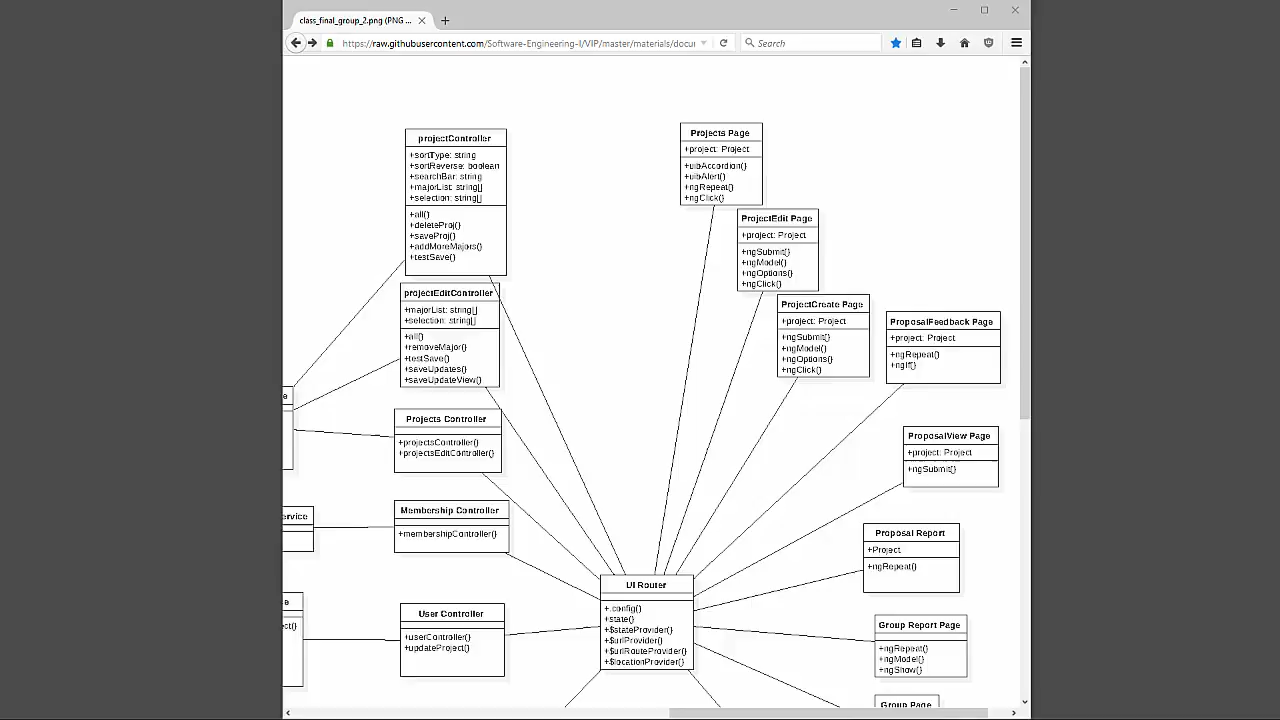 class_final_group_2.png (PNG ...
https://raw.githubusercontent.com/Software-Engineering-I/VIP/master/materials/docu
Search
projectController
+sortType: string
+sortReverse: boolean
+searchBar: string
+majorList: string[]
+selection: string[]
+all()
+deleteProj()
+saveProj()
+addMoreMajors()
+testSave()
projectEditController
+majorList: string[]
+selection: string[]
+all()
+removeMajor()
+testSave()
+saveUpdates()
+saveUpdateView()
Projects Controller
+projectsController()
+projectsEditController()
ervice
Membership Controller
+membershipController()
e
ect()
User Controller
+userController()
+updateProject()
UI Router
+.config()
+state()
+$stateProvider()
+$urlProvider()
+$urlRouteProvider()
+$locationProvider()
Projects Page
+project: Project
+uibAccordion()
+uibAlert()
+ngRepeat()
+ngClick()
ProjectEdit Page
+project: Project
+ngSubmit()
+ngModel()
+ngOptions()
+ngClick()
ProjectCreate Page
+project: Project
+ngSubmit()
+ngModel()
+ngOptions()
+ngClick()
ProposalFeedback Page
+project: Project
+ngRepeat()
+ngIf()
ProposalView Page
+project: Project
+ngSubmit()
Proposal Report
+Project
+ngRepeat()
Group Report Page
+ngRepeat()
+ngModel()
+ngShow()
Group Page